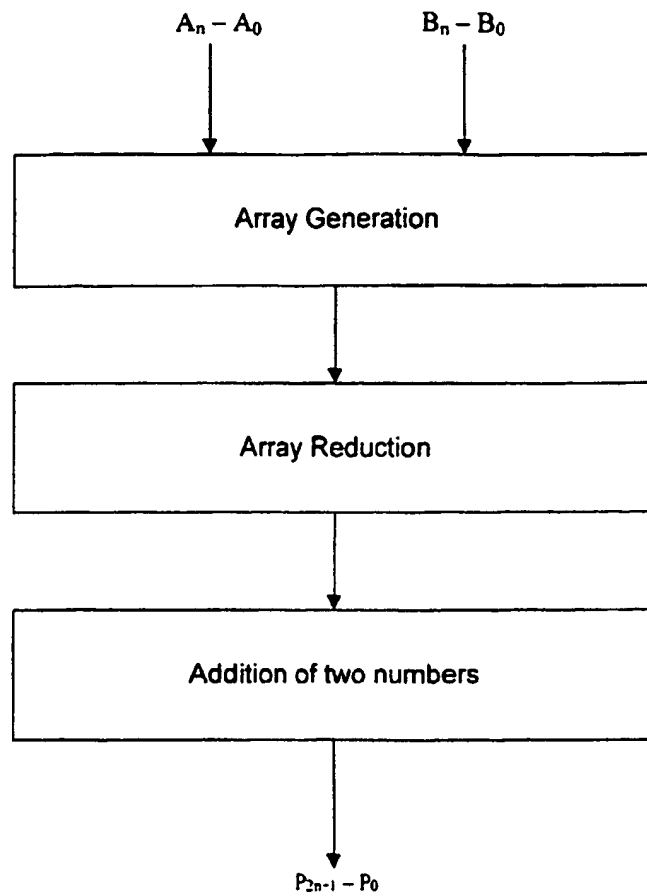 Aₙ – A₀ Bₙ – B₀
Array Generation
Array Reduction
Addition of two numbers
P₂ₙ₋₁ – P₀